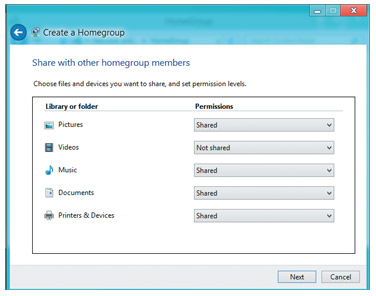 Create a Homegroup
Share with other homegroup members
Choose files and devices you want to share, and set permission levels.
Library or folder Permissions
Pictures Shared
Videos Not shared
Music Shared
Documents Shared
Printers & Devices Shared
Next Cancel